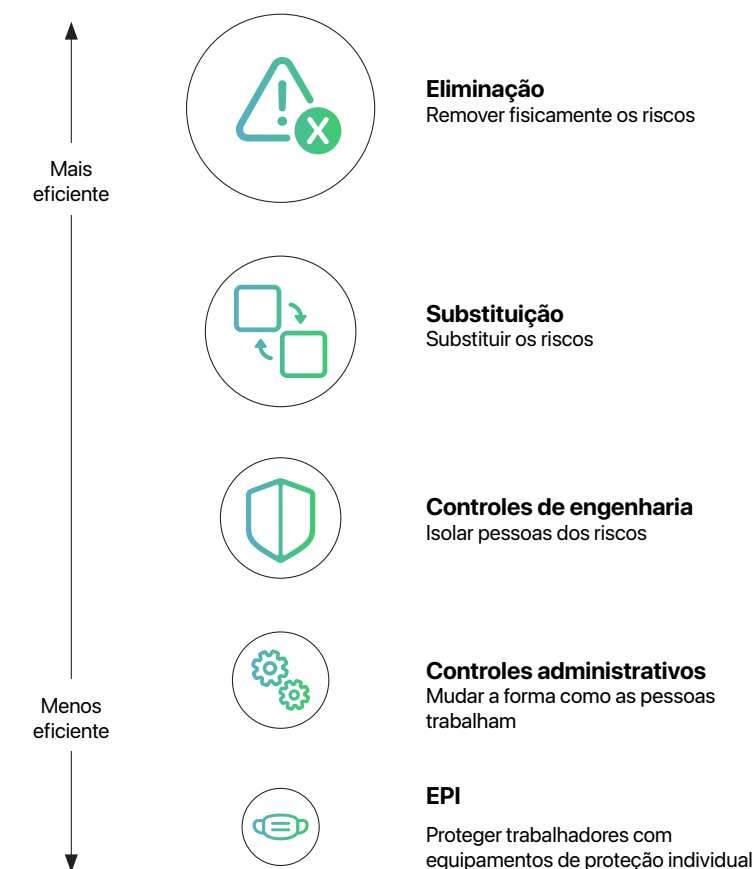 Mais
eficiente
Eliminação
Remover fisicamente os riscos
Substituição
Substituir os riscos
Controles de engenharia
Isolar pessoas dos riscos
Menos
eficiente
Controles administrativos
Mudar a forma como as pessoas
trabalham
EPI
Proteger trabalhadores com
equipamentos de proteção individual
X